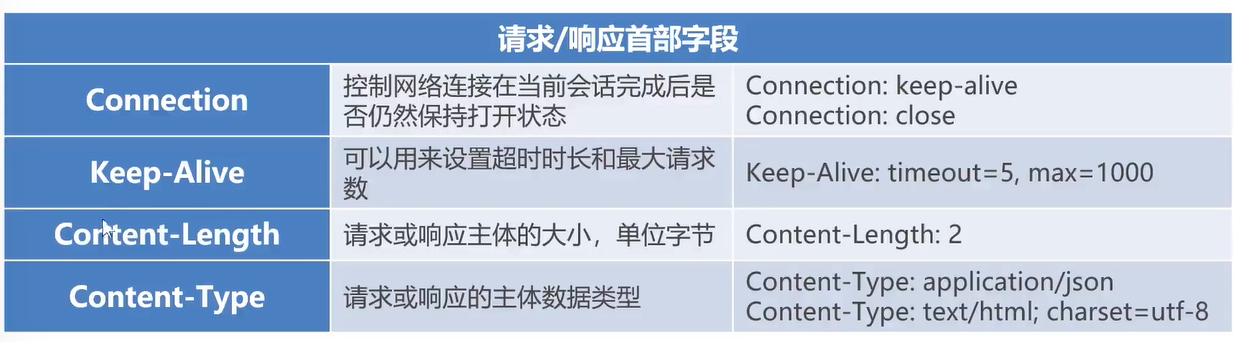 请求/响应首部字段
Connection
控制网络连接在当前会话完成后是
否仍然保持打开状态
Connection: keep-alive
Connection: close
Keep-Alive
可以用来设置超时时长和最大请求
数
Keep-Alive: timeout=5, max=1000
Content-Length
请求或响应主体的大小，单位字节
Content-Length: 2
Content-Type
请求或响应的主体数据类型
Content-Type: application/json
Content-Type: text/html; charset=utf-8